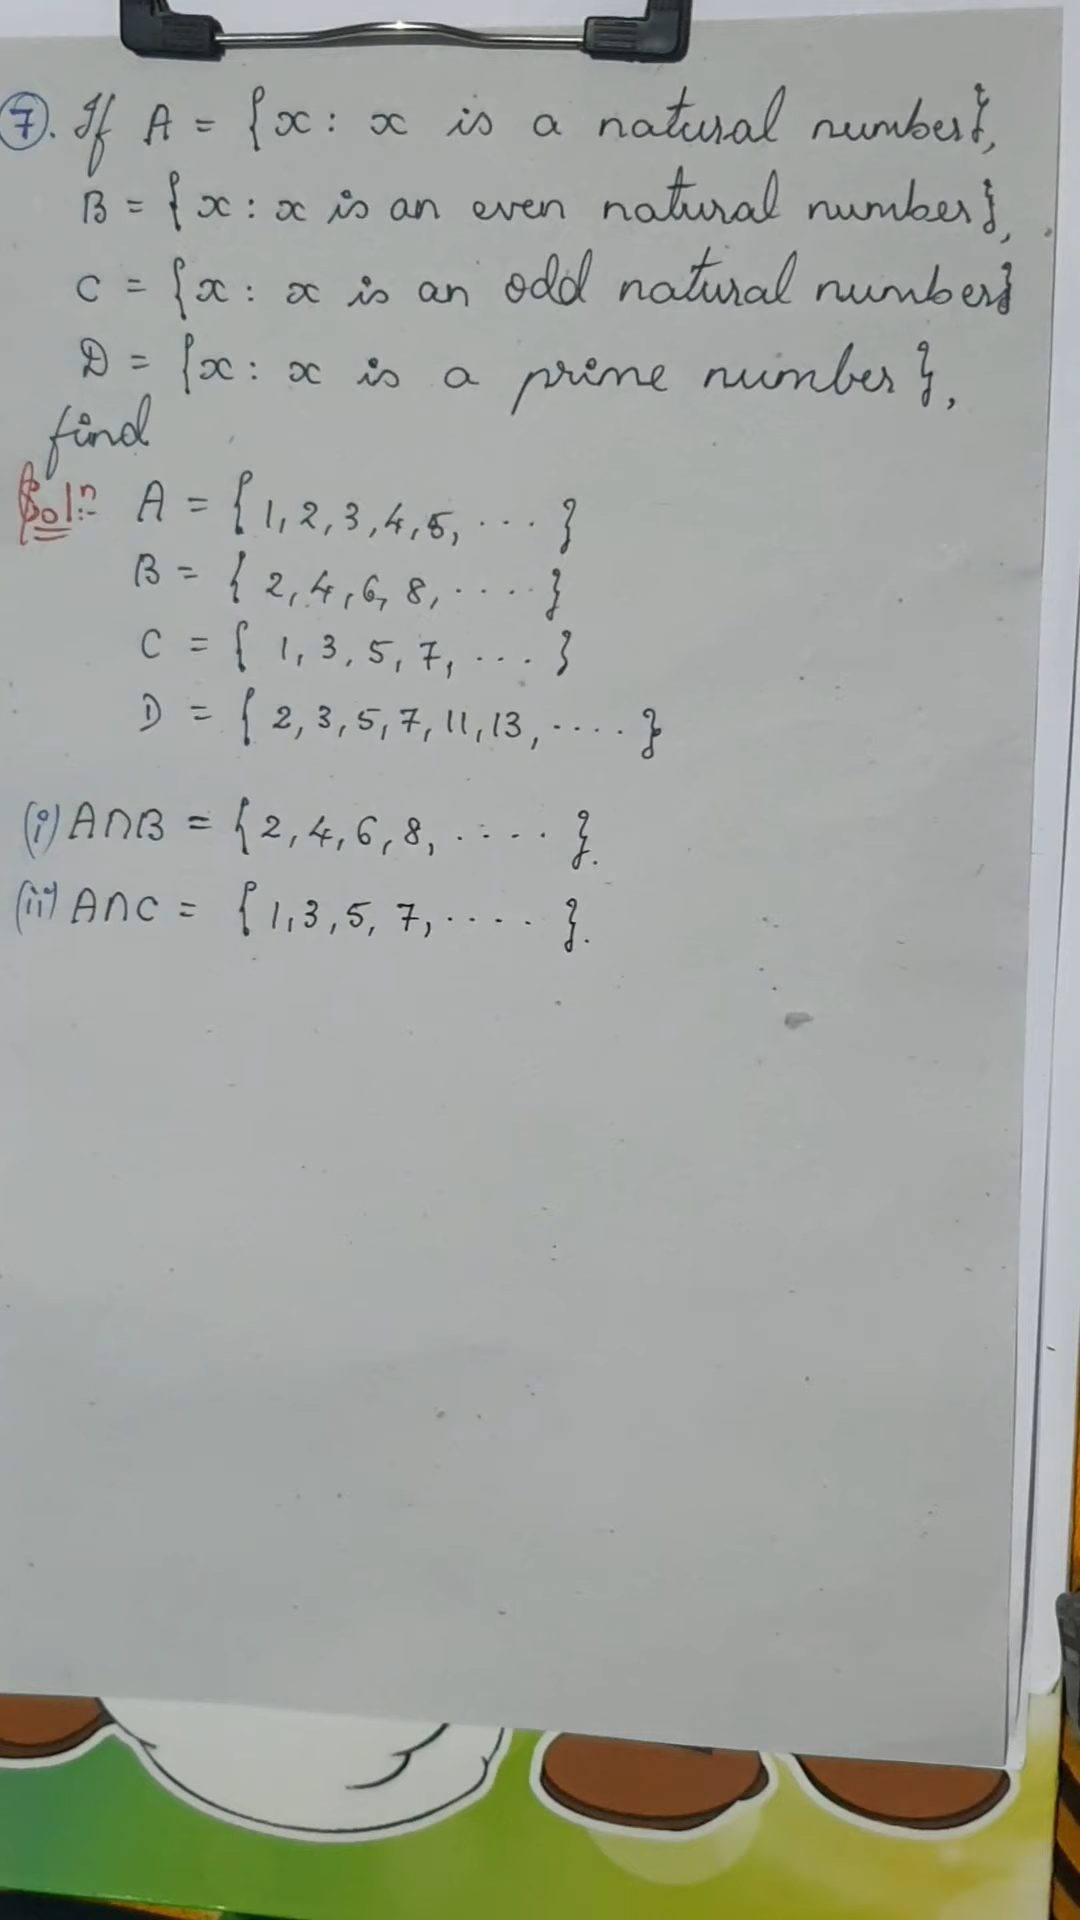 7. If A = {x : x is a natural number},
B = {x : x is an even natural number},
C = {x : x is an odd natural number}
D = {x : x is a prime number},
find
Solⁿ:- A = {1, 2, 3, 4, 5, ... }
B = { 2, 4, 6, 8, .... }
C = { 1, 3, 5, 7, ... }
D = { 2, 3, 5, 7, 11, 13, .... }
(i) A∩B = {2, 4, 6, 8, ..... }.
(ii) A∩C = { 1, 3, 5, 7, .... }.